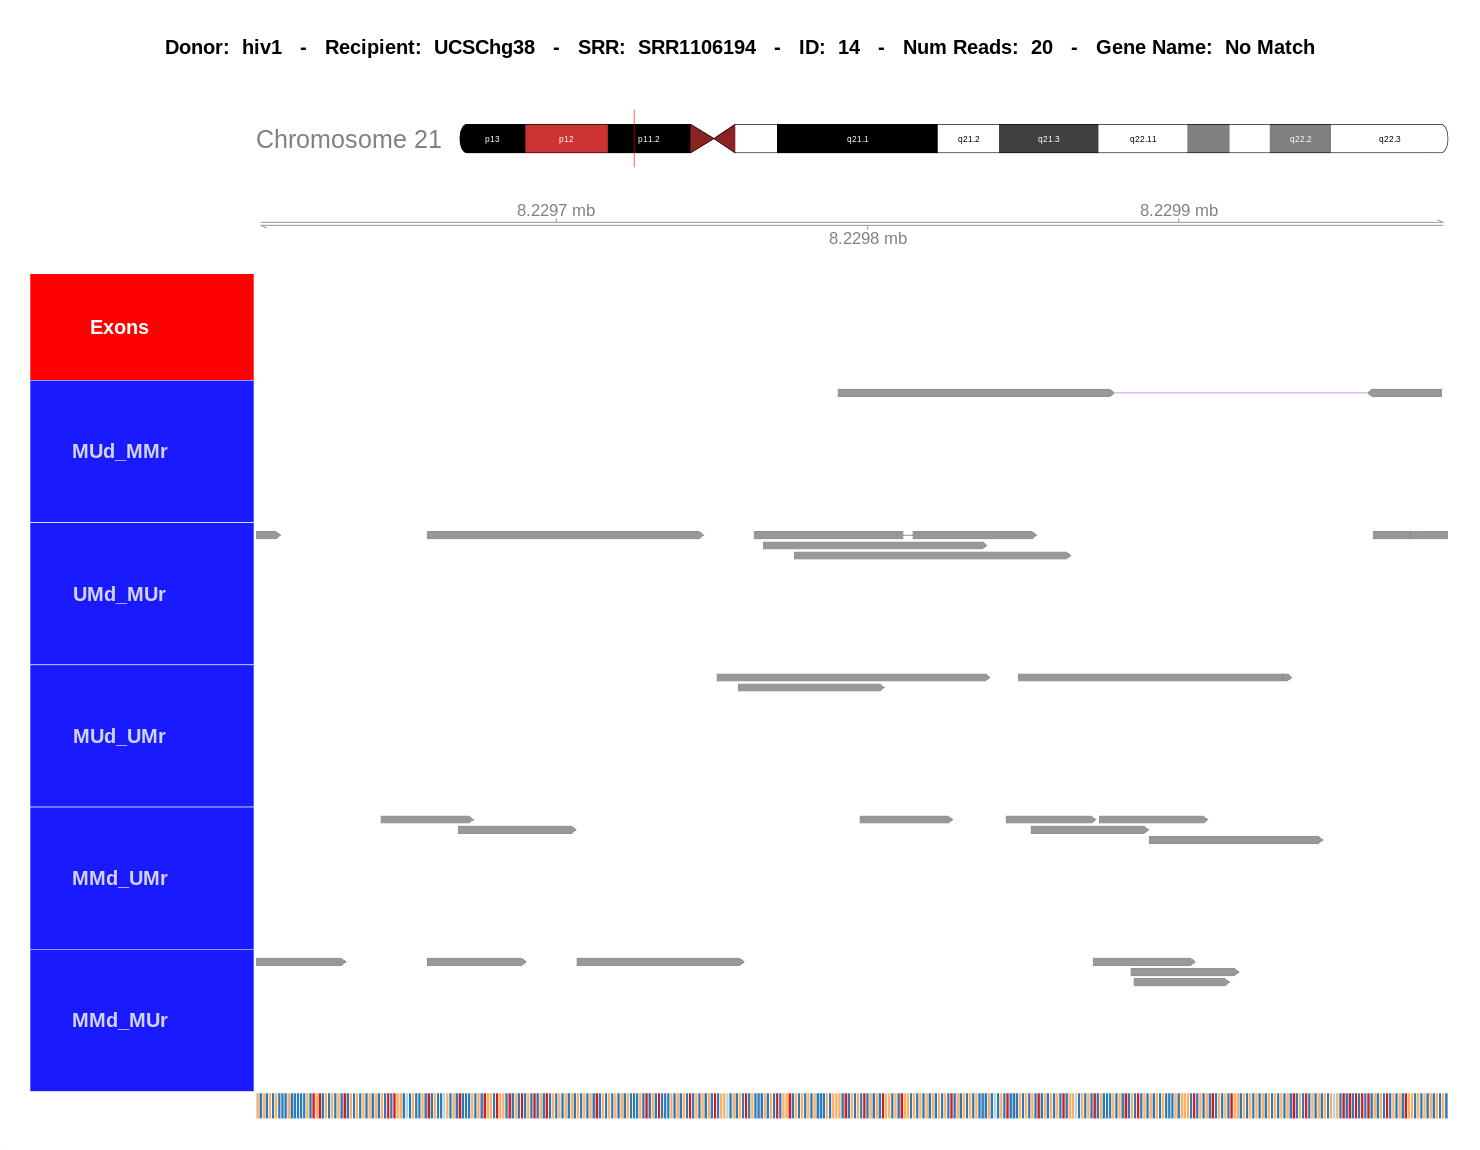 Donor: hiv1 - Recipient: UCSChg38 - SRR: SRR1106194 - ID: 14 - Num Reads: 20 - Gene Name: No Match
Chromosome 21
p13 p12 p11.2 q21.1 q21.2 q21.3 q22.11 q22.2 q22.3
8.2297 mb 8.2299 mb
8.2298 mb
Exons
MUd_MMr
UMd_MUr
MUd_UMr
MMd_UMr
MMd_MUr